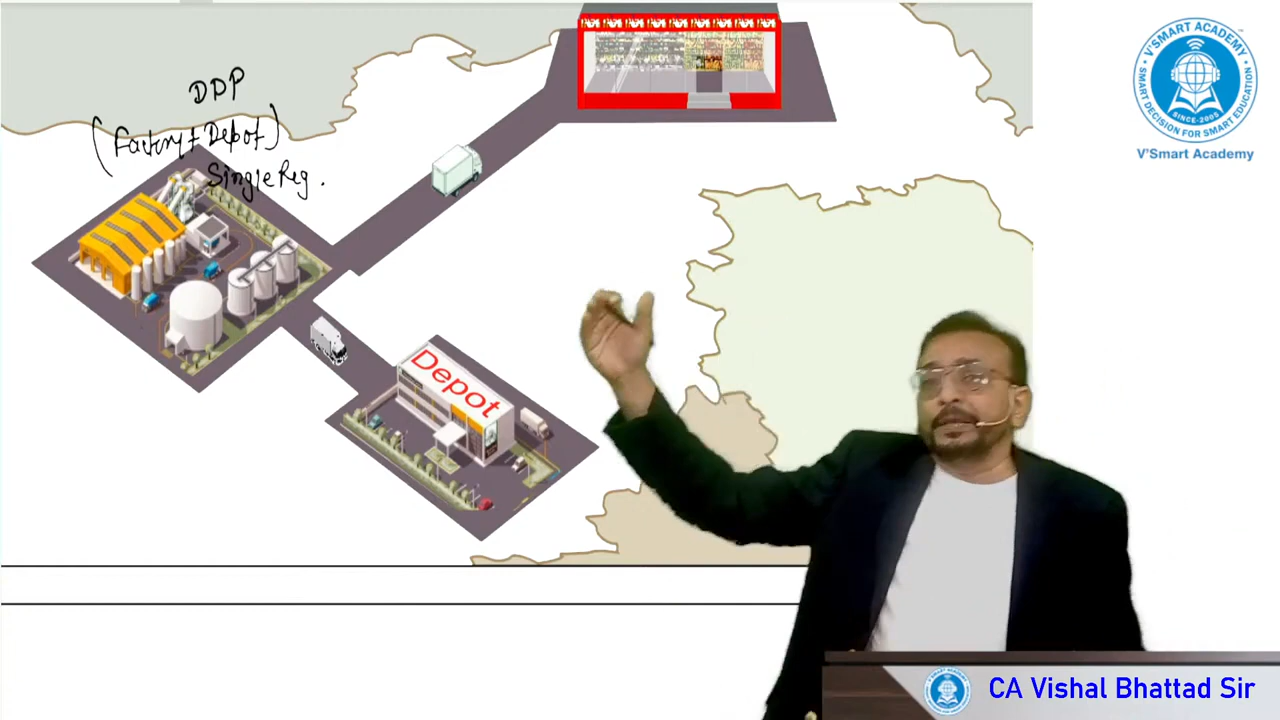 DDP
(Factory + Depot)
Single Reg.
Depot
V'SMART ACADEMY
SMART DECISION FOR SMART EDUCATION
SINCE-2005
V'Smart Academy
CA Vishal Bhattad Sir